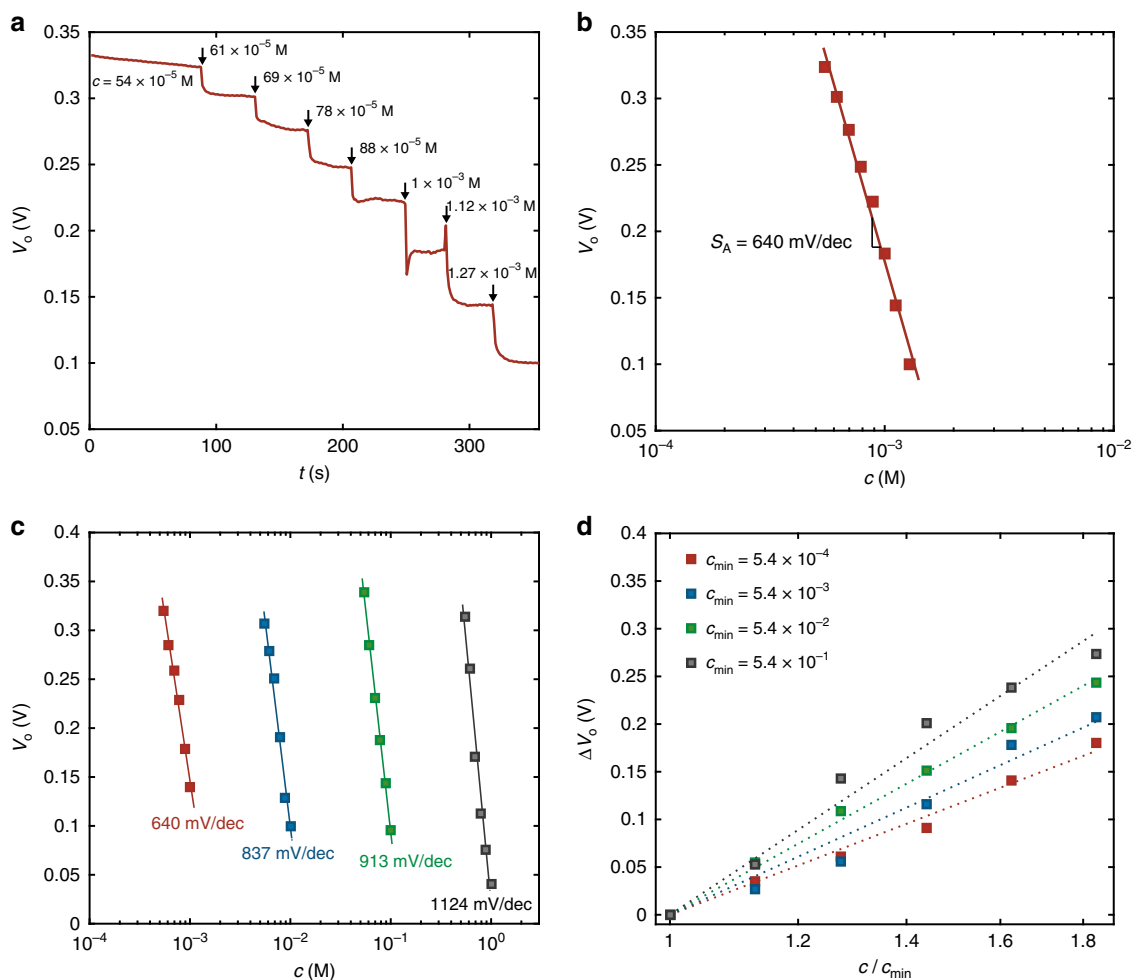 a
0.35
0.3
0.25
0.2
0.15
0.1
0.05
V₀ (V)
c = 54 × 10⁻⁵ M
61 × 10⁻⁵ M
69 × 10⁻⁵ M
78 × 10⁻⁵ M
88 × 10⁻⁵ M
1 × 10⁻³ M
1.12 × 10⁻³ M
1.27 × 10⁻³ M
0 100 200 300
t (s)
b
0.35
0.3
0.25
0.2
0.15
0.1
0.05
Vₒ (V)
S_A = 640 mV/dec
10⁻⁴ 10⁻³ 10⁻²
c (M)
c
0.4
0.35
0.3
0.25
0.2
0.15
0.1
0.05
0
Vₒ (V)
640 mV/dec
837 mV/dec
913 mV/dec
1124 mV/dec
10⁻⁴ 10⁻³ 10⁻² 10⁻¹ 10⁰
c (M)
d
0.4
0.35
0.3
0.25
0.2
0.15
0.1
0.05
0
ΔVₒ (V)
c_min = 5.4 × 10⁻⁴
c_min = 5.4 × 10⁻³
c_min = 5.4 × 10⁻²
c_min = 5.4 × 10⁻¹
1 1.2 1.4 1.6 1.8
c / c_min